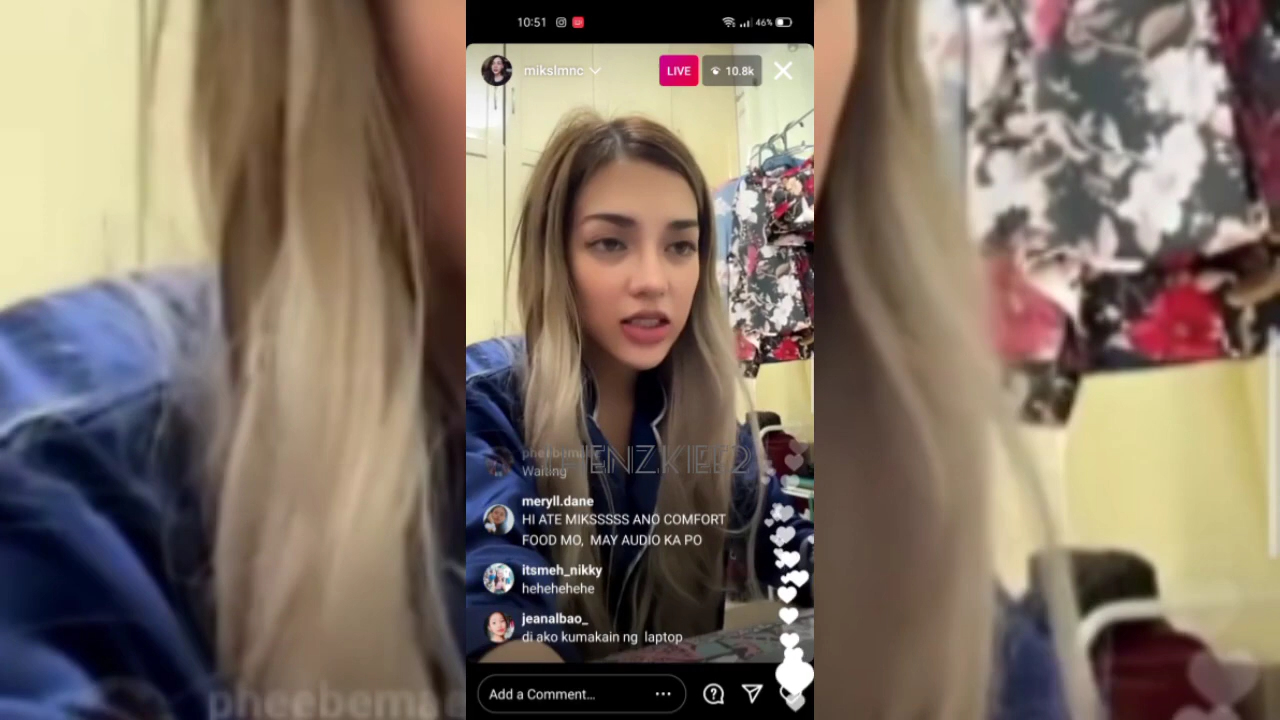 10:51
46%
mikslmnc
LIVE
10.8k
Waiting
meryll.dane
HI ATE MIKSSSSS ANO COMFORT
FOOD MO, MAY AUDIO KA PO
itsmeh_nikky
hehehehehe
jeanalbao_
di ako kumakain ng laptop
Add a Comment...